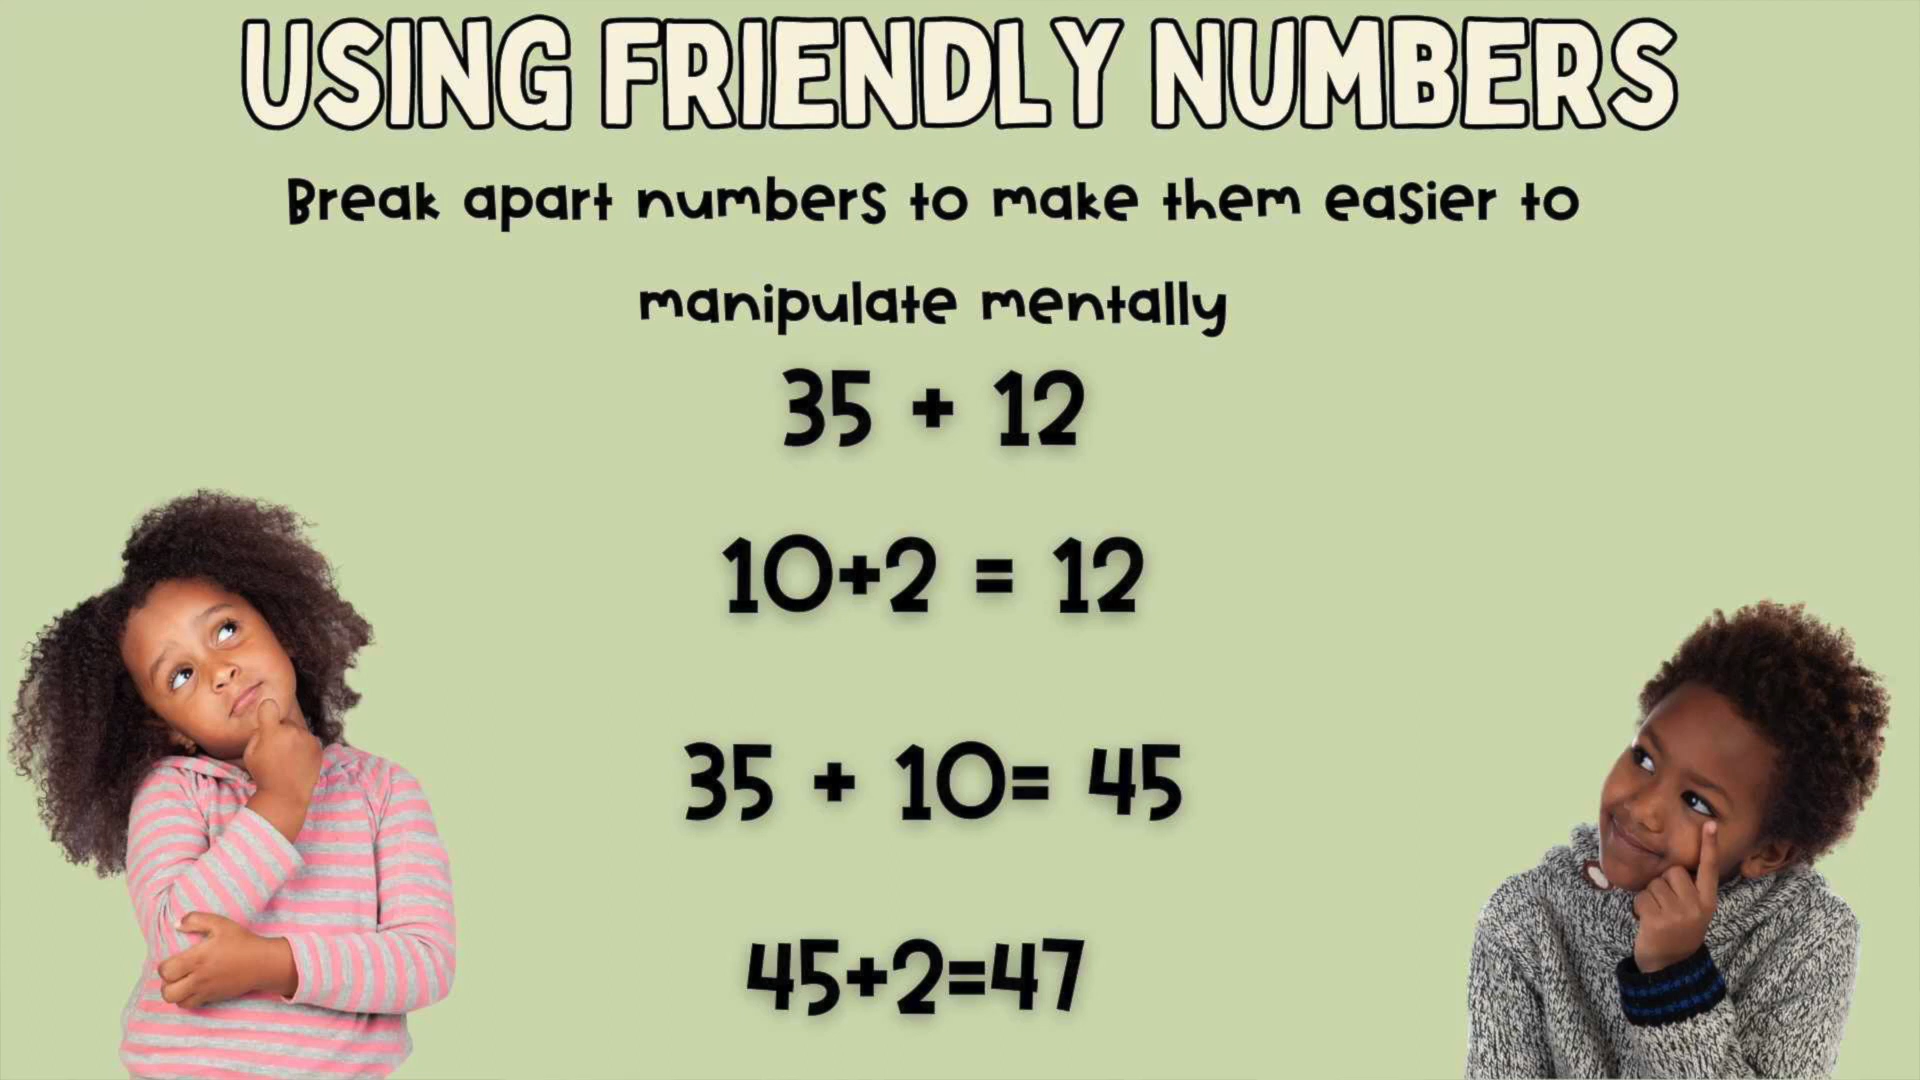 USING FRIENDLY NUMBERS
Break apart numbers to make them easier to
manipulate mentally
35 + 12
10+2 = 12
35 + 10= 45
45+2=47